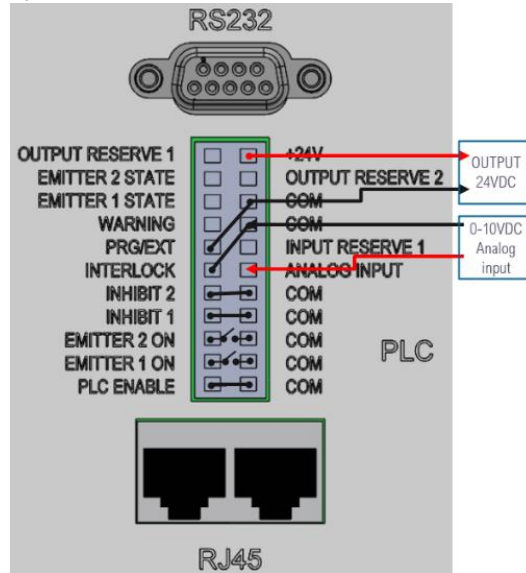 RS232
OUTPUT RESERVE 1 +24V
EMITTER 2 STATE OUTPUT RESERVE 2
EMITTER 1 STATE COM
WARNING COM
PRG/EXT INPUT RESERVE 1
INTERLOCK ANALOG INPUT
INHIBIT 2 COM
INHIBIT 1 COM
EMITTER 2 ON COM
EMITTER 1 ON COM
PLC ENABLE COM
OUTPUT
24VDC
0-10VDC
Analog
input
PLC
RJ45